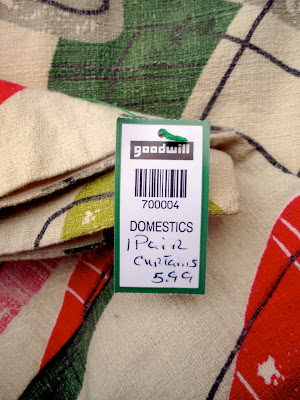 goodwill
700004
DOMESTICS
1 Pair
Curtains
5.99